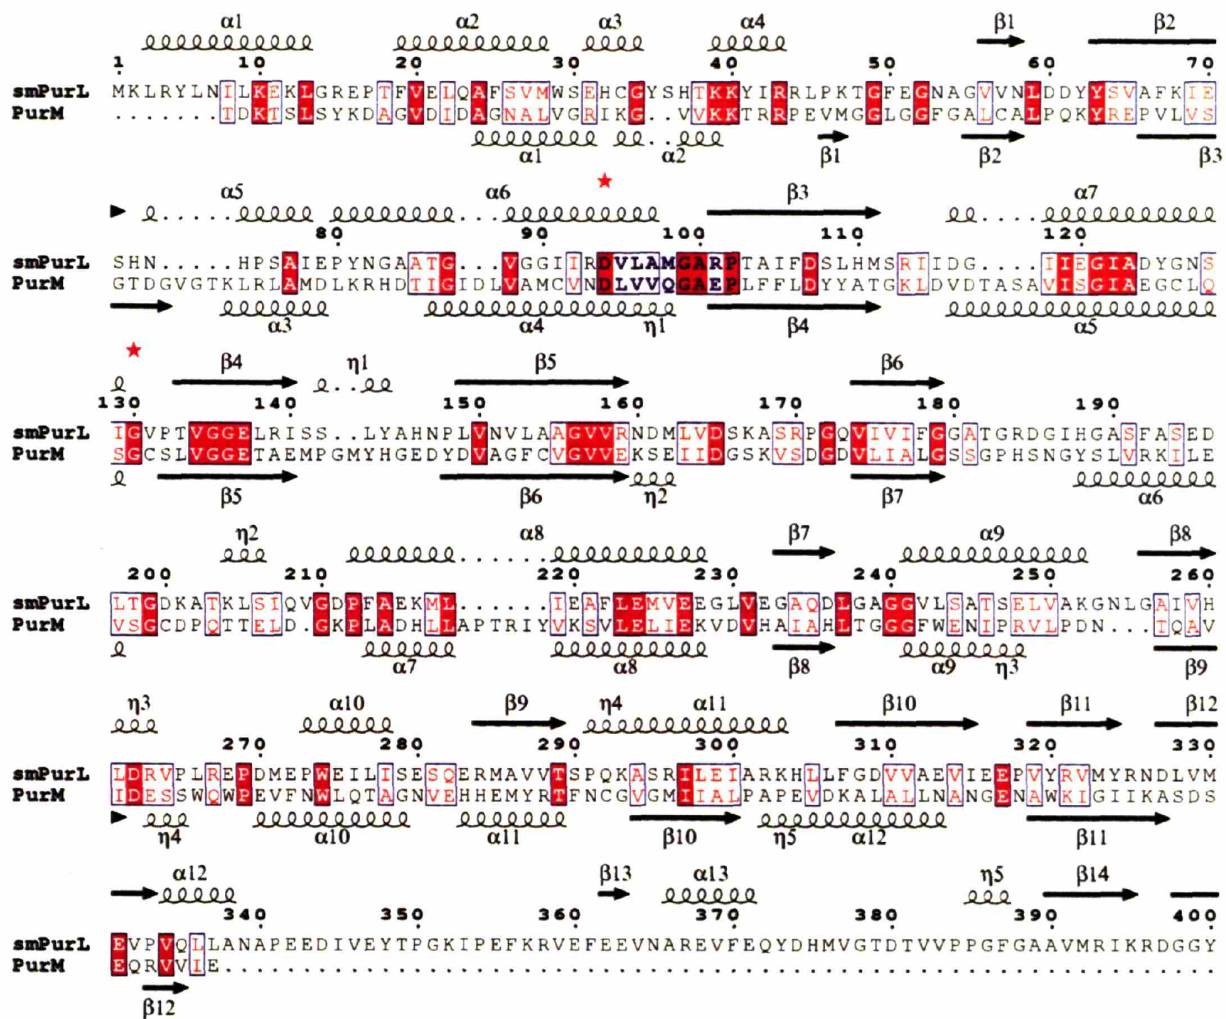 α1 α2 α3 α4 β1 β2
1 10 20 30 40 50 60 70
smPurL MKLRYLNILKEKLGREPTFVELQAFSVMWSEHCGYSHTKKYIRRLPKTGFEGNAGVVNLDDYYSVAFKIE
PurM .......TDKTSLSYKDAGVDIDAGNALVGRIKG..VVKKTRRPEVMGGLGGFGALCALPQKYREPVLVS
α1 α2 β1 β2 β3
α5 α6 β3 α7
80 90 100 110 120
smPurL SHN.....HPSAIEPYNGAATG...VGGIIRDVLAMGARPTAIFDSLHMSRIIDG.....IIEGIADYGNS
PurM GTDGVGTKLRLAMDLKRHDTIGIDLVAMCVNDLVVQGAEPLFFLDYYATGKLDVDTASAVISGIAEGCLQ
α3 α4 η1 β4 α5
β4 η1 β5 β6
130 140 150 160 170 180 190
smPurL IGVPTVGGELRISS..LYAHNPLVNVLAAGVVRNDMLVDSKASRPGQVIVIFGGATGRDGIHGASFASED
PurM SGCSLVGGETAEMPGMYHGEDYDVAGFCVGVVEKSEIIDGSKVSDGDVLIALGSSGPHSNGYSLVRKILE
β5 β6 η2 β7 α6
η2 α8 β7 α9 β8
200 210 220 230 240 250 260
smPurL LTGDKATKLSIQVGDPFAEKML......IEAFLEMVEEGLVEGAQDLGAGGVLSATSELVAKGNLGAIVH
PurM VSGCDPQTTELD.GKPLADHLLAPTRIYVKSVLELIEKVDVHAIAHLTGGGFWENIPRVLPDN...TQAV
α7 α8 β8 α9 η3 β9
η3 α10 β9 η4 α11 β10 β11 β12
270 280 290 300 310 320 330
smPurL LDRVPLREPDMEPWEILISESQERMAVVTSPQKASRILEIARKHLLFGDVVAEVIEEPVYRVMYRNDLVM
PurM IDESSWQWPEVFNWLQTAGNVEHHEMYRTFNCGVGMIIALPAPEVDKALALLNANGENAWKIGIIKASDS
η4 α10 α11 β10 η5 α12 β11
α12 β13 α13 η5 β14
340 350 360 370 380 390 400
smPurL EVPVQLLANAPEEDIVEYTPGKIPEFKRVEFEEVNAREVFEQYDHMVGTDTVVPPGFGAAVMRIKRDGGY
PurM EQRVVIE...............................................................
β12